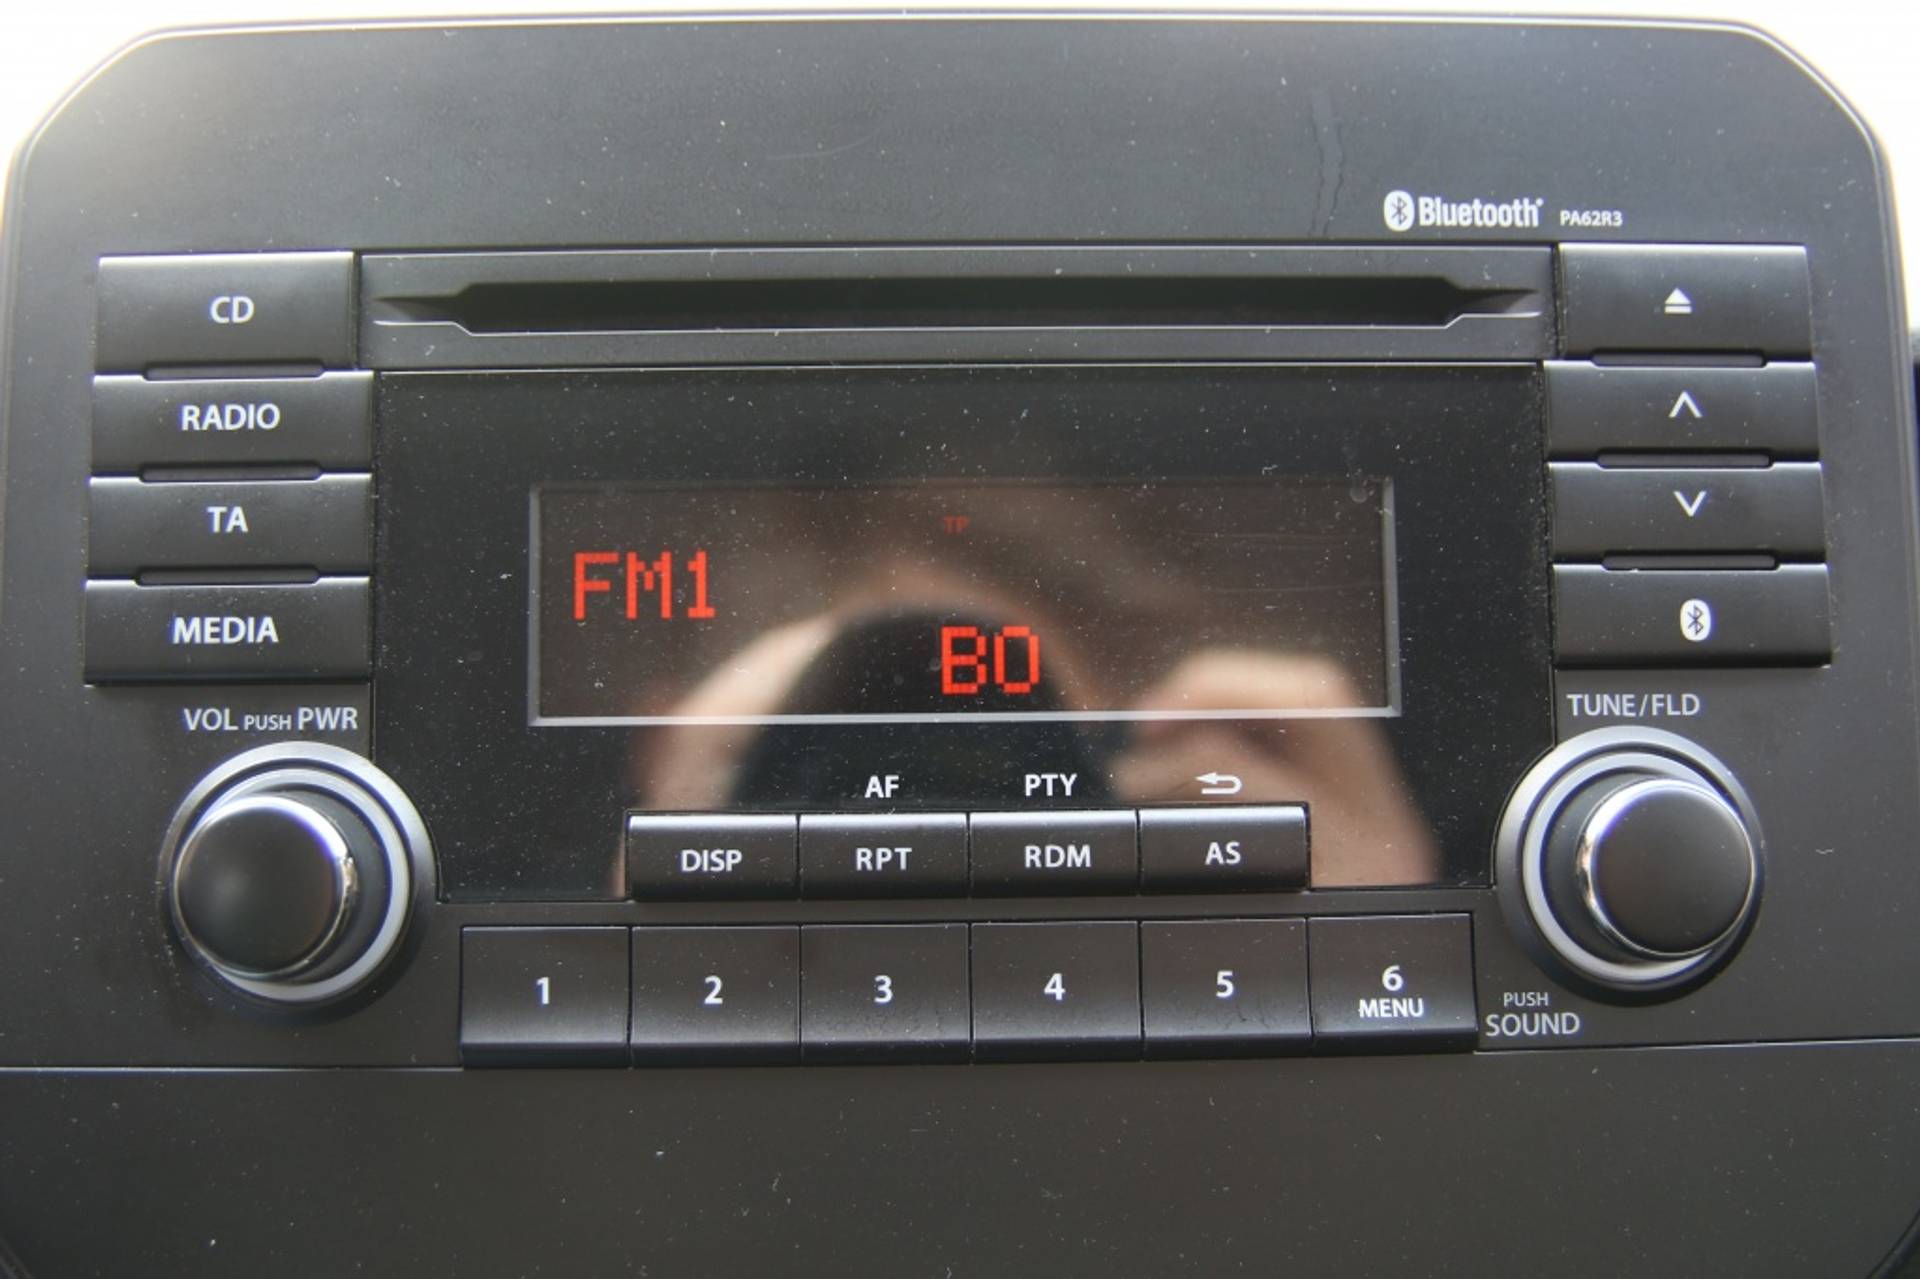 Bluetooth PA62R3
CD
RADIO
TA
MEDIA
VOL PUSH PWR
TP
FM1
BO
TUNE/FLD
AF PTY
DISP RPT RDM AS
1 2 3 4 5 6
MENU
PUSH
SOUND